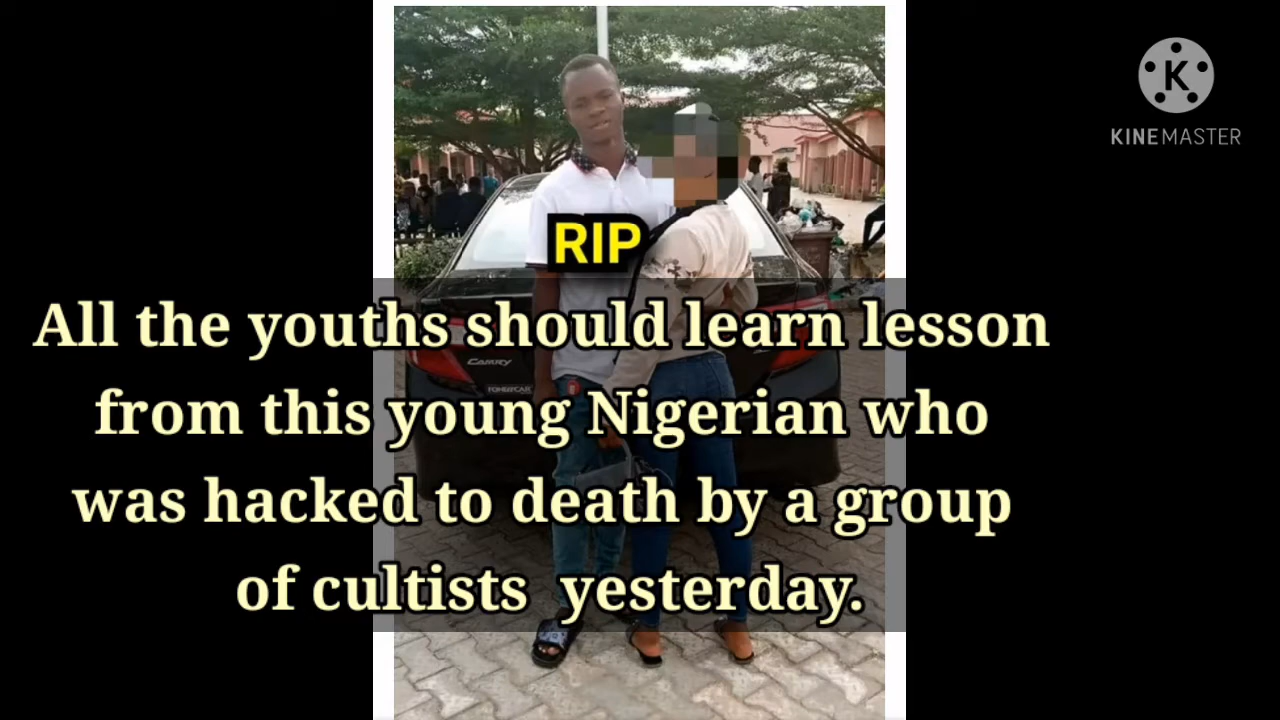 K
KINEMASTER
RIP
All the youths should learn lesson
from this young Nigerian who
CAMRY
was hacked to death by a group
of cultists yesterday.